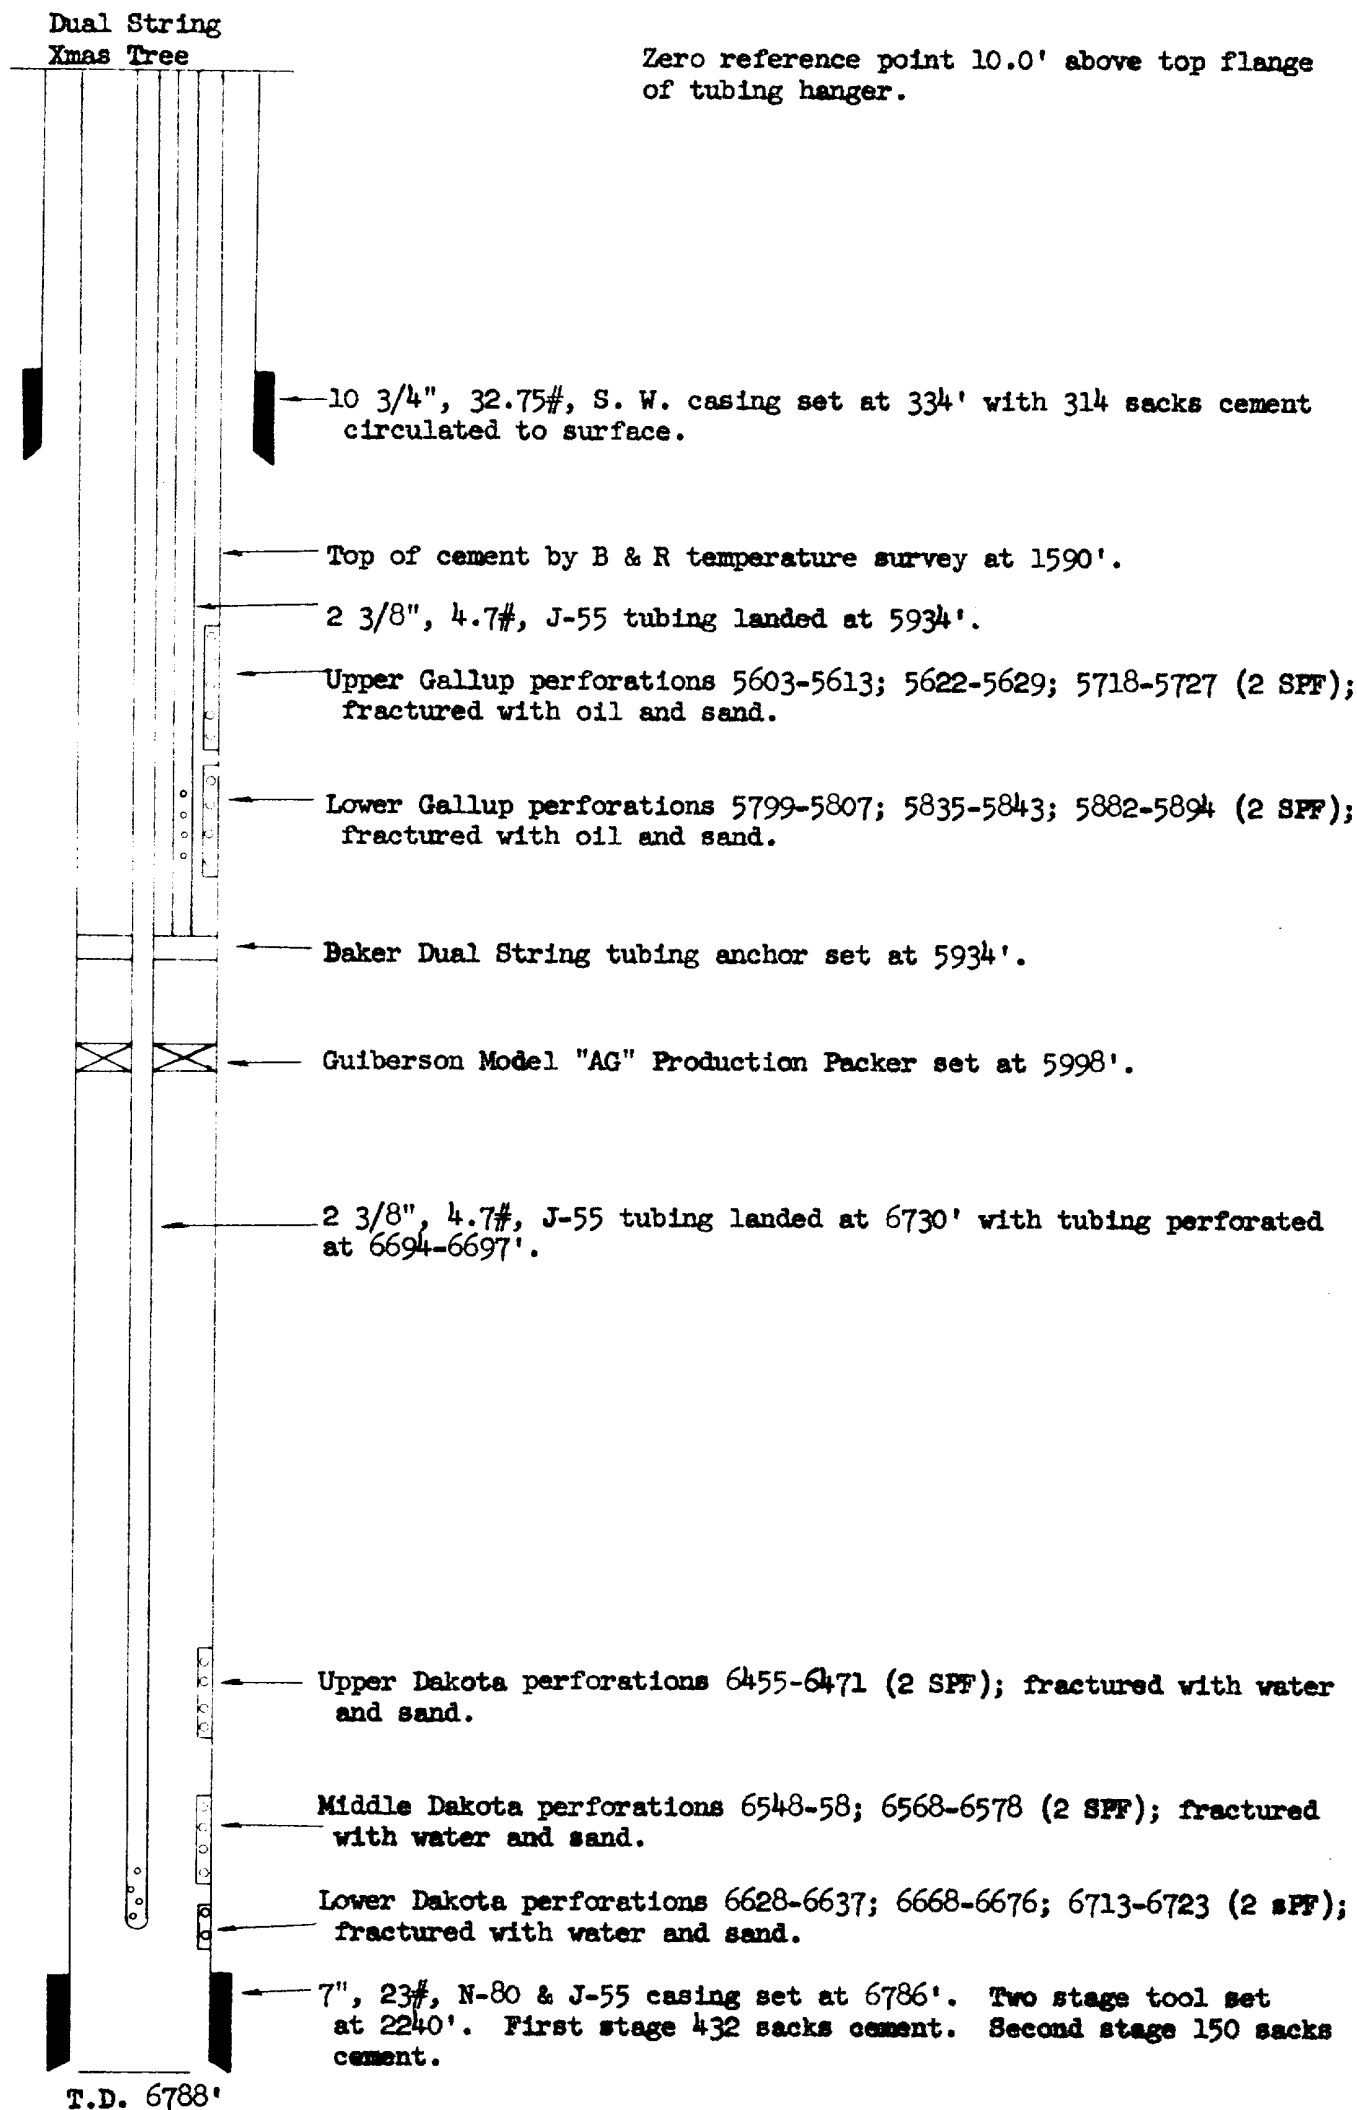 Dual String
Xmas Tree
Zero reference point 10.0' above top flange
of tubing hanger.
10 3/4", 32.75#, S. W. casing set at 334' with 314 sacks cement
circulated to surface.
Top of cement by B & R temperature survey at 1590'.
2 3/8", 4.7#, J-55 tubing landed at 5934'.
Upper Gallup perforations 5603-5613; 5622-5629; 5718-5727 (2 SPF);
fractured with oil and sand.
Lower Gallup perforations 5799-5807; 5835-5843; 5882-5894 (2 SPF);
fractured with oil and sand.
Baker Dual String tubing anchor set at 5934'.
Guiberson Model "AG" Production Packer set at 5998'.
2 3/8", 4.7#, J-55 tubing landed at 6730' with tubing perforated
at 6694-6697'.
Upper Dakota perforations 6455-6471 (2 SPF); fractured with water
and sand.
Middle Dakota perforations 6548-58; 6568-6578 (2 SPF); fractured
with water and sand.
Lower Dakota perforations 6628-6637; 6668-6676; 6713-6723 (2 sPF);
fractured with water and sand.
7", 23#, N-80 & J-55 casing set at 6786'. Two stage tool set
at 2240'. First stage 432 sacks cement. Second stage 150 sacks
cement.
T.D. 6788'